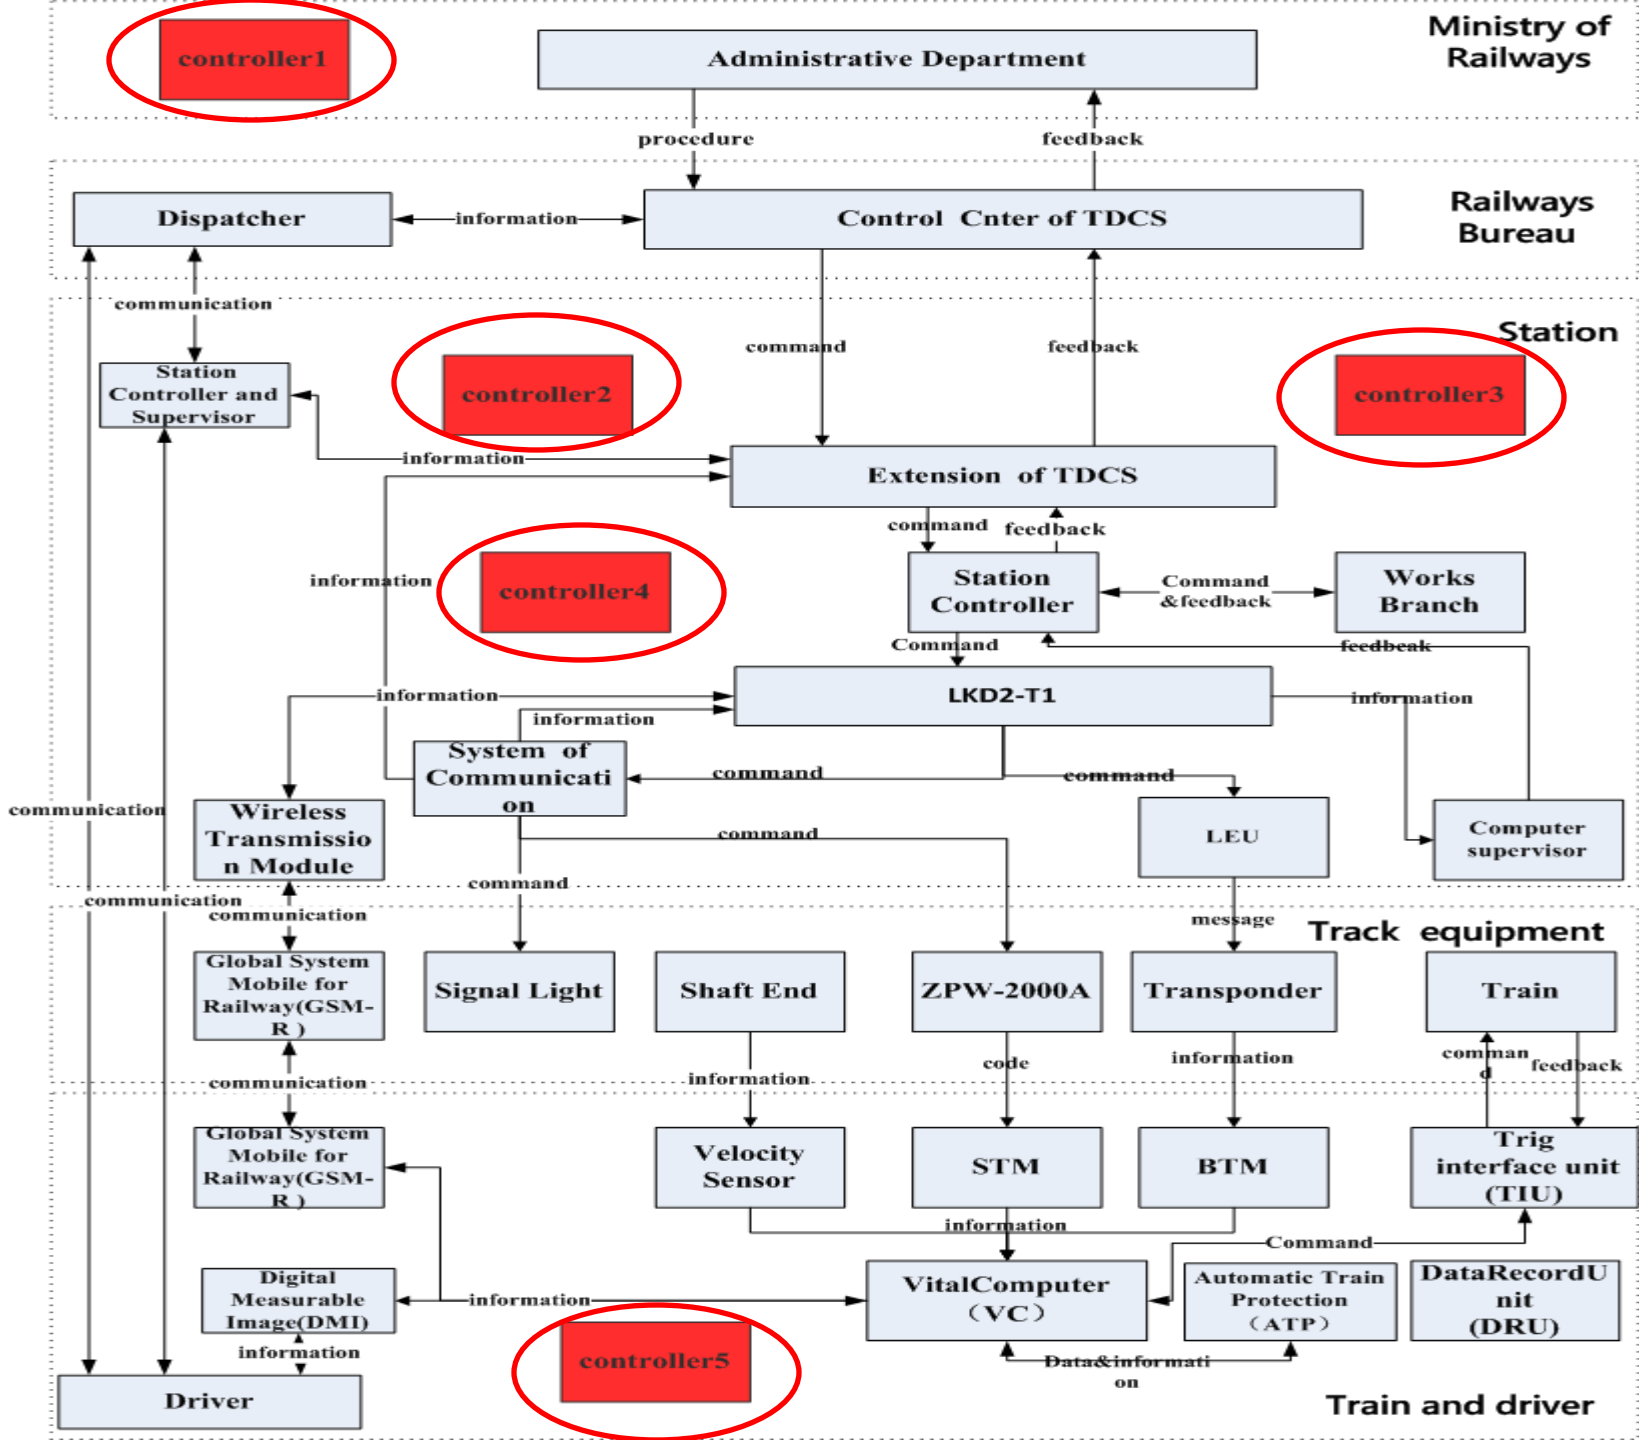 Ministry of
Railways
controller1
Administrative Department
procedure
feedback
Railways
Bureau
Dispatcher
information
Control Cnter of TDCS
communication
command
feedback
Station
Station
Controller and
Supervisor
controller2
controller3
information
Extension of TDCS
command
feedback
information
controller4
Station
Controller
Command
&feedback
Works
Branch
Command
feedbeak
information
LKD2-T1
information
information
System of
Communicati
on
command
command
communication
Wireless
Transmissio
n Module
command
LEU
Computer
supervisor
command
communication
communication
message
Track equipment
Global System
Mobile for
Railway(GSM-
R )
Signal Light
Shaft End
ZPW-2000A
Transponder
Train
communication
information
code
information
comman
d
feedback
Global System
Mobile for
Railway(GSM-
R )
Velocity
Sensor
STM
BTM
Trig
interface unit
(TIU)
information
Command
Digital
Measurable
Image(DMI)
information
VitalComputer
(VC)
Automatic Train
Protection
(ATP)
DataRecordU
nit
(DRU)
information
controller5
Data&informati
on
Driver
Train and driver